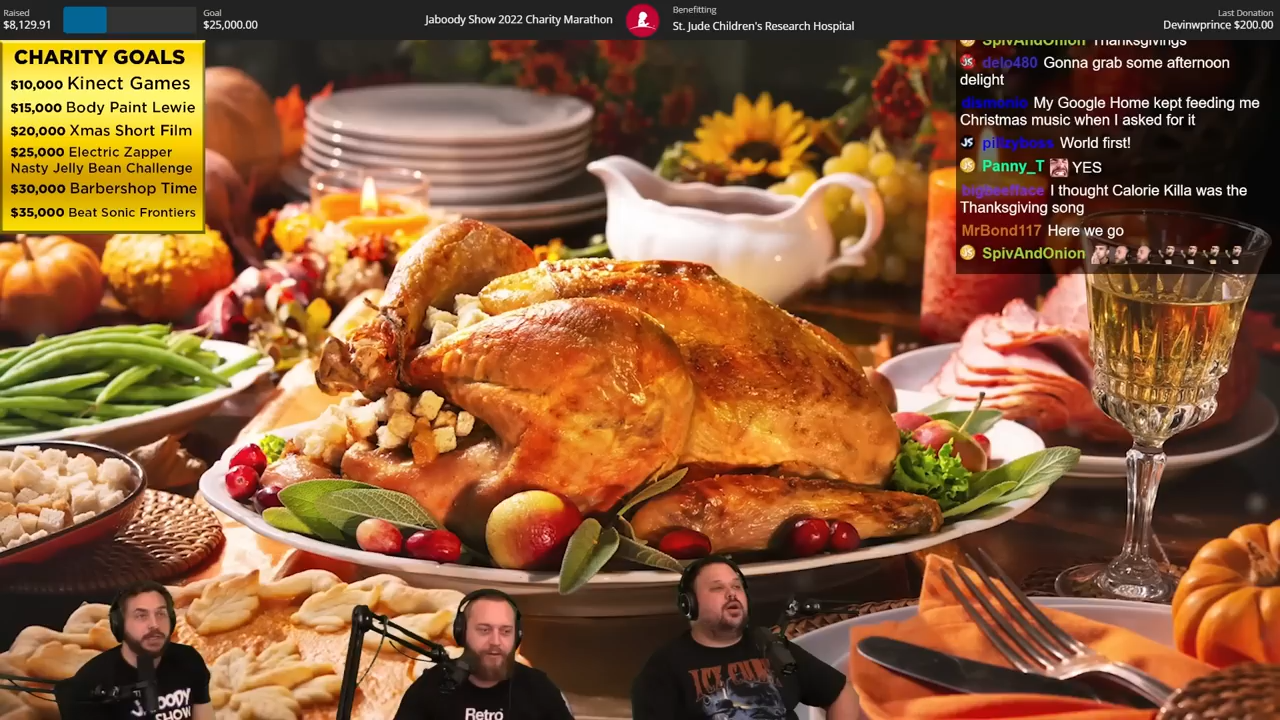 Raised
$8,129.91
Goal
$25,000.00
Jaboody Show 2022 Charity Marathon
Benefitting
St. Jude Children's Research Hospital
Last Donation
Devinwprince $200.00
CHARITY GOALS
$10,000 Kinect Games
$15,000 Body Paint Lewie
$20,000 Xmas Short Film
$25,000 Electric Zapper
Nasty Jelly Bean Challenge
$30,000 Barbershop Time
$35,000 Beat Sonic Frontiers
SpivAndOnion Thanksgivings
delo480 Gonna grab some afternoon
delight
My Google Home kept feeding me
Christmas music when I asked for it
World first!
Panny_T YES
I thought Calorie Killa was the
Thanksgiving song
MrBond117 Here we go
SpivAndOnion
SHOW
Retro
ICE CUBE